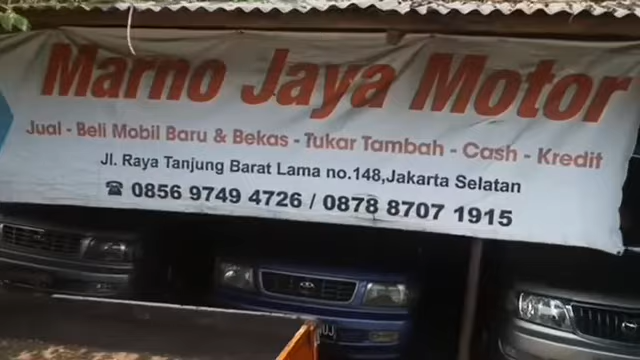 Marno Jaya Motor
Jual - Beli Mobil Baru & Bekas - Tukar Tambah - Cash - Kredit
Jl. Raya Tanjung Barat Lama no.148,Jakarta Selatan
☎ 0856 9749 4726 / 0878 8707 1915